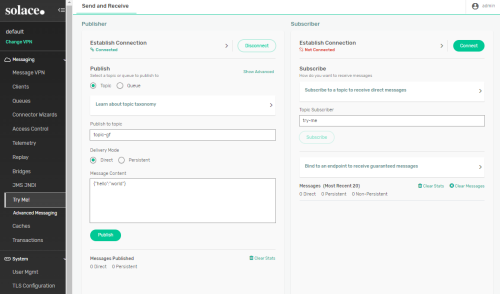 solace.
Send and Receive
admin
default
Change VPN
Messaging
Message VPN
Clients
Queues
Connector Wizards
Access Control
Telemetry
Replay
Bridges
JMS JNDI
Try Me!
Advanced Messaging
Caches
Transactions
System
User Mgmt
TLS Configuration
Publisher
Establish Connection
Connected
Disconnect
Publish
Select a topic or queue to publish to
Show Advanced
Topic
Queue
Learn about topic taxonomy
Publish to topic
topic-gf
Delivery Mode
Direct
Persistent
Message Content
{"hello":"world"}
Publish
Messages Published
Clear Stats
0 Direct 0 Persistent
Subscriber
Establish Connection
Not Connected
Connect
Subscribe
How do you want to receive messages
Subscribe to a topic to receive direct messages
Topic Subscriber
try-me
Subscribe
Bind to an endpoint to receive guaranteed messages
Messages (Most Recent 20)
Clear Stats
Clear Messages
0 Direct 0 Persistent 0 Non-Persistent